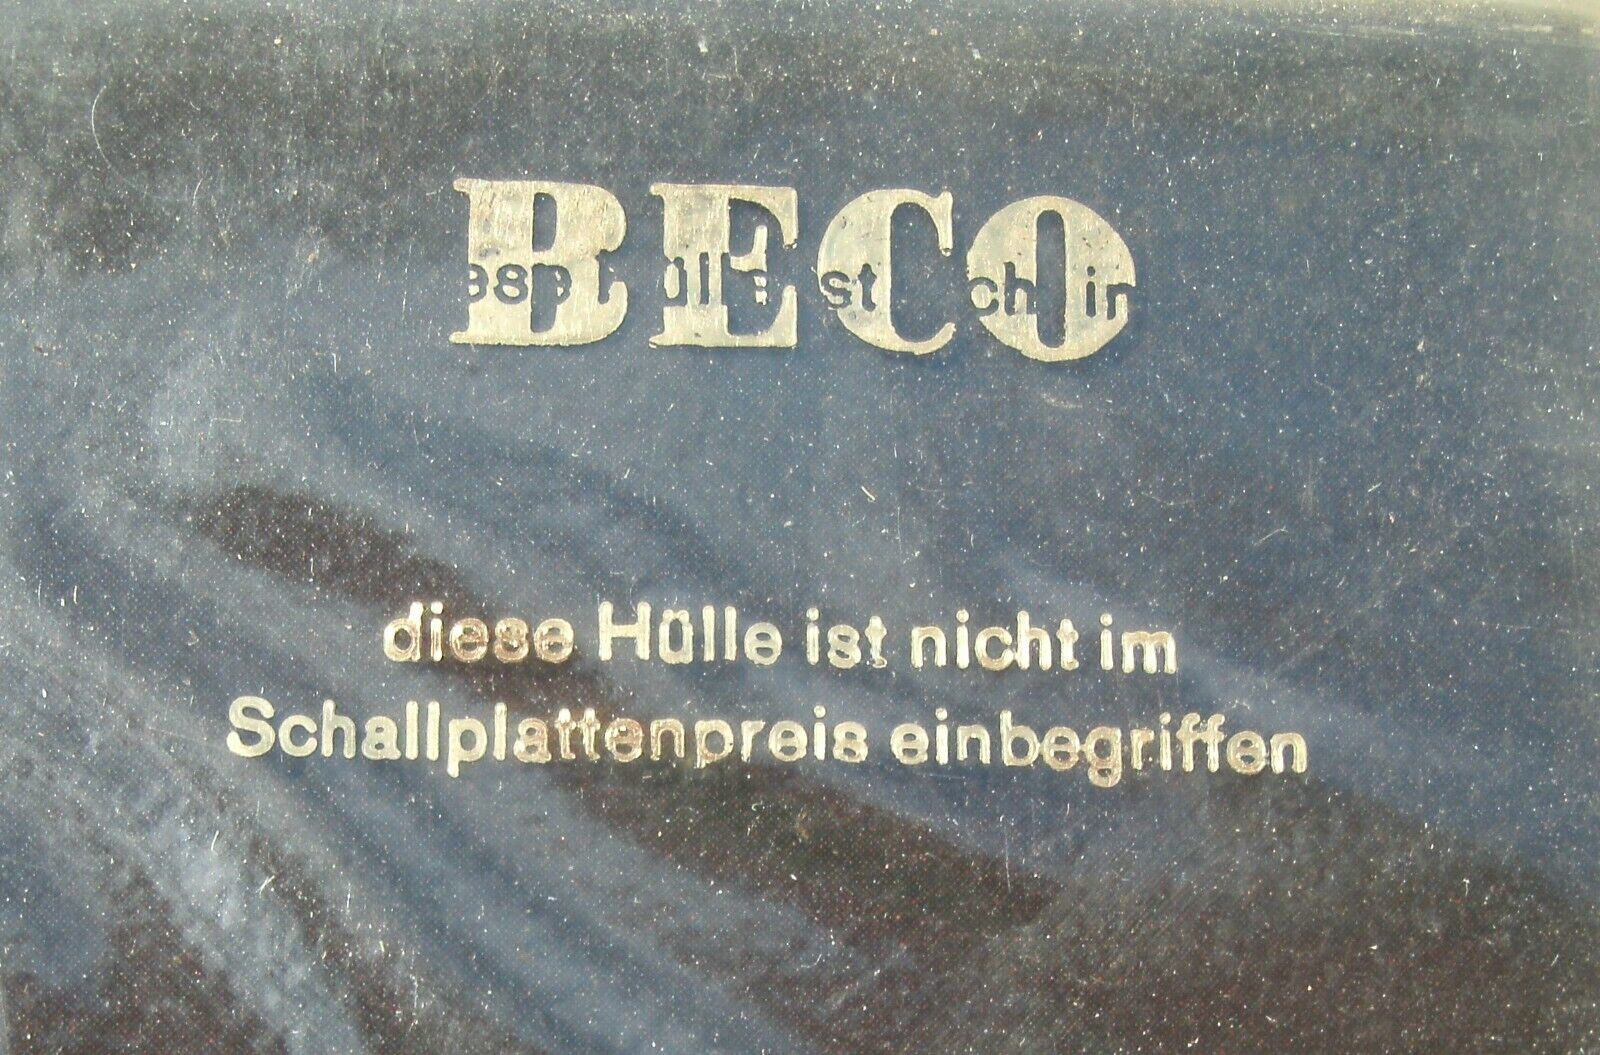 BECO
diese Hülle ist nicht im
Schallplattenpreis einbegriffen